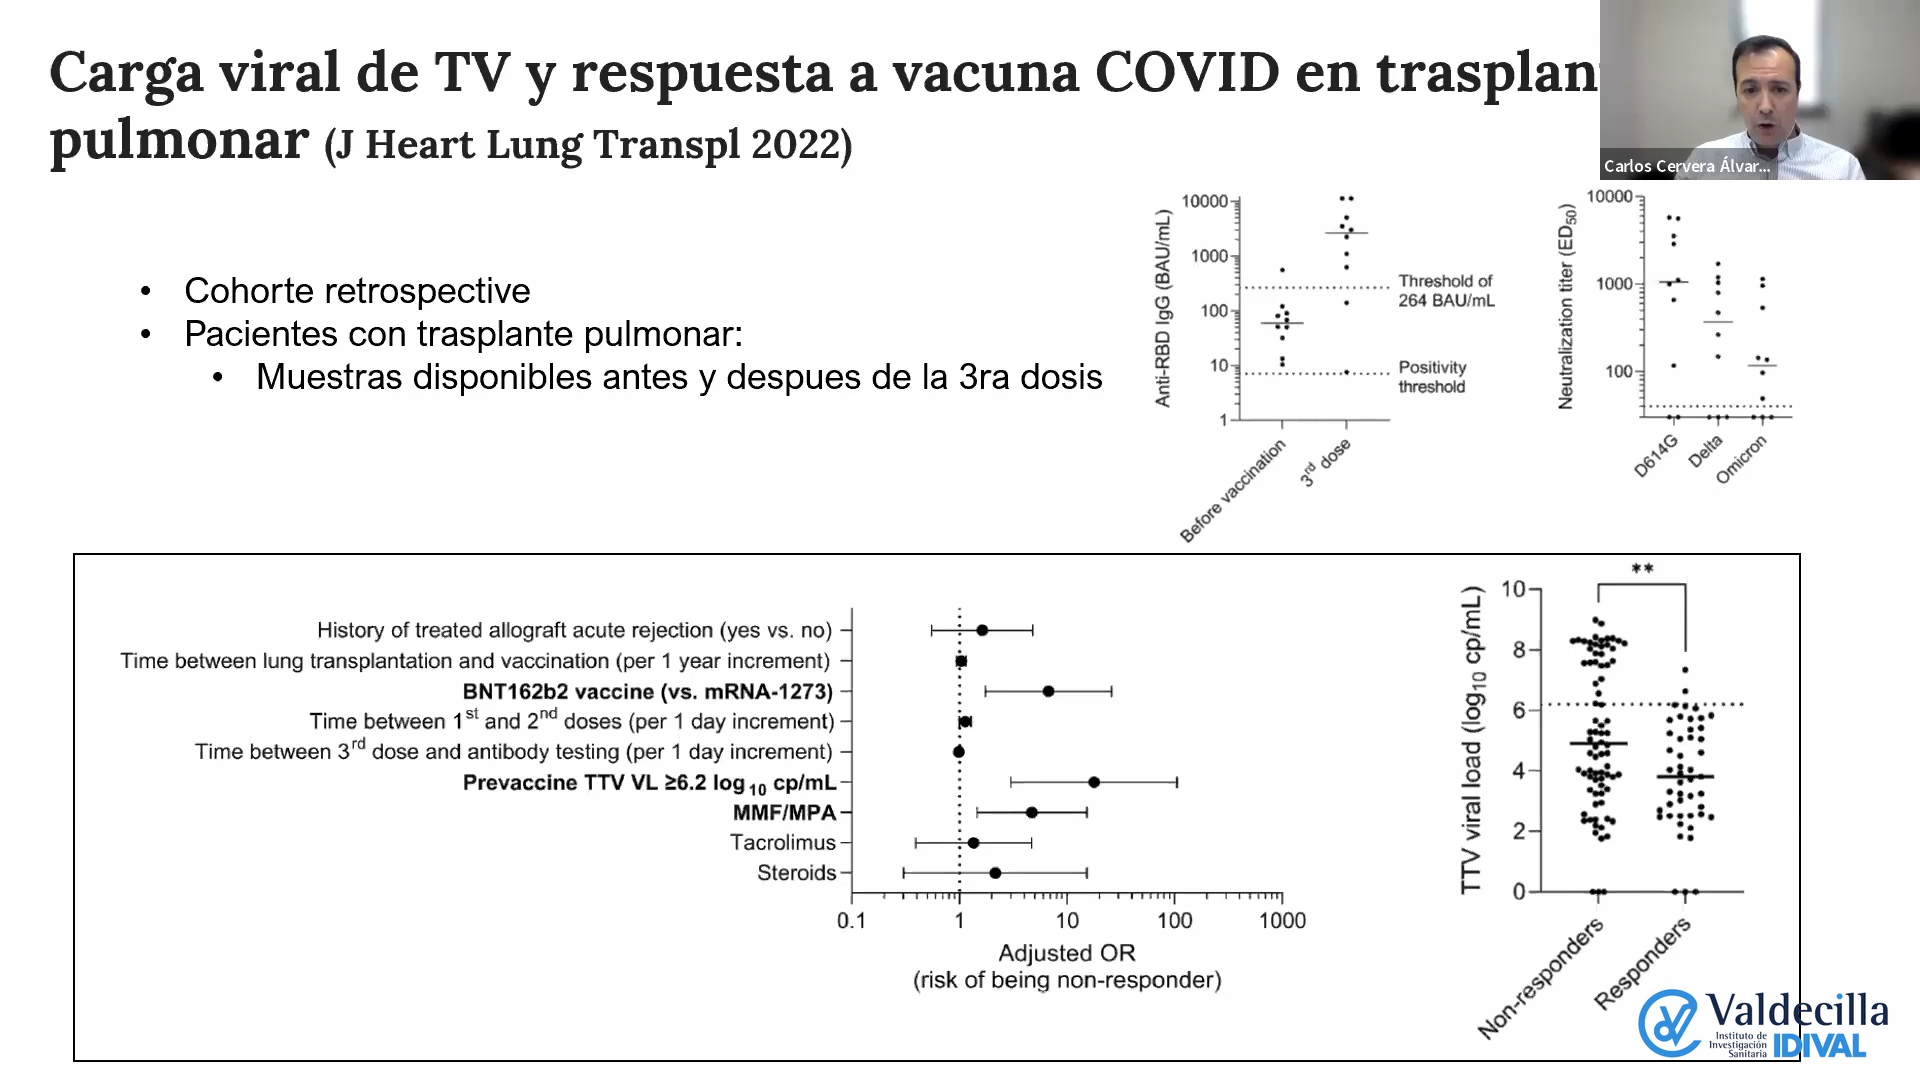 Carga viral de TV y respuesta a vacuna COVID en trasplan
pulmonar (J Heart Lung Transpl 2022)
Carlos Cervera Álvar...
• Cohorte retrospective
• Pacientes con trasplante pulmonar:
• Muestras disponibles antes y despues de la 3ra dosis
Anti-RBD IgG (BAU/mL)
10000
1000
100
10
1
Threshold of
264 BAU/mL
Positivity
threshold
Before vaccination
3rd dose
Neutralization titer (ED50)
10000
1000
100
D614G
Delta
Omicron
History of treated allograft acute rejection (yes vs. no)
Time between lung transplantation and vaccination (per 1 year increment)
BNT162b2 vaccine (vs. mRNA-1273)
Time between 1st and 2nd doses (per 1 day increment)
Time between 3rd dose and antibody testing (per 1 day increment)
Prevaccine TTV VL ≥6.2 log10 cp/mL
MMF/MPA
Tacrolimus
Steroids
0.1 1 10 100 1000
Adjusted OR
(risk of being non-responder)
TTV viral load (log10 cp/mL)
**
10
8
6
4
2
0
Non-responders
Responders
Valdecilla
Instituto de
Investigación
Sanitaria
IDIVAL